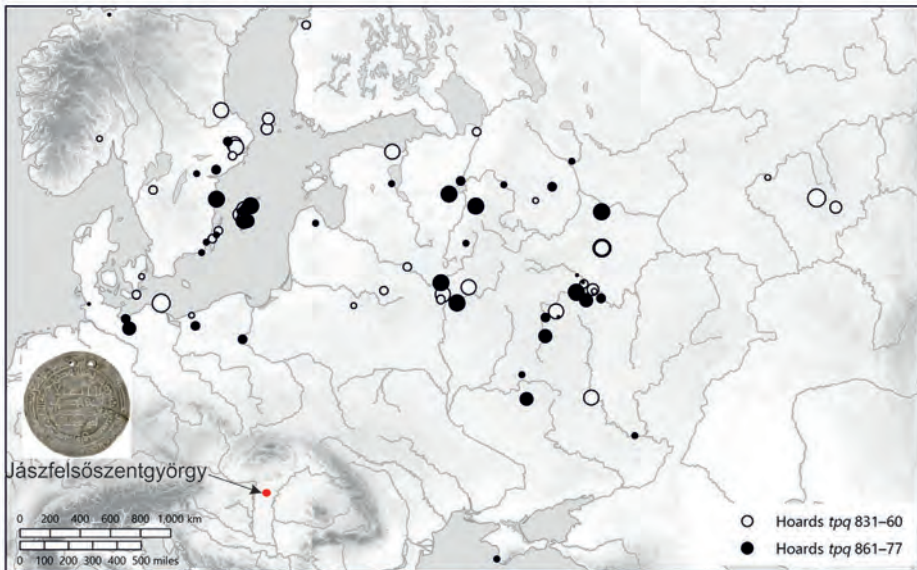 Jászfelsőszentgyörgy
0 200 400 600 800 1,000 km
0 100 200 300 400 500 miles
Hoards tpq 831–60
Hoards tpq 861–77